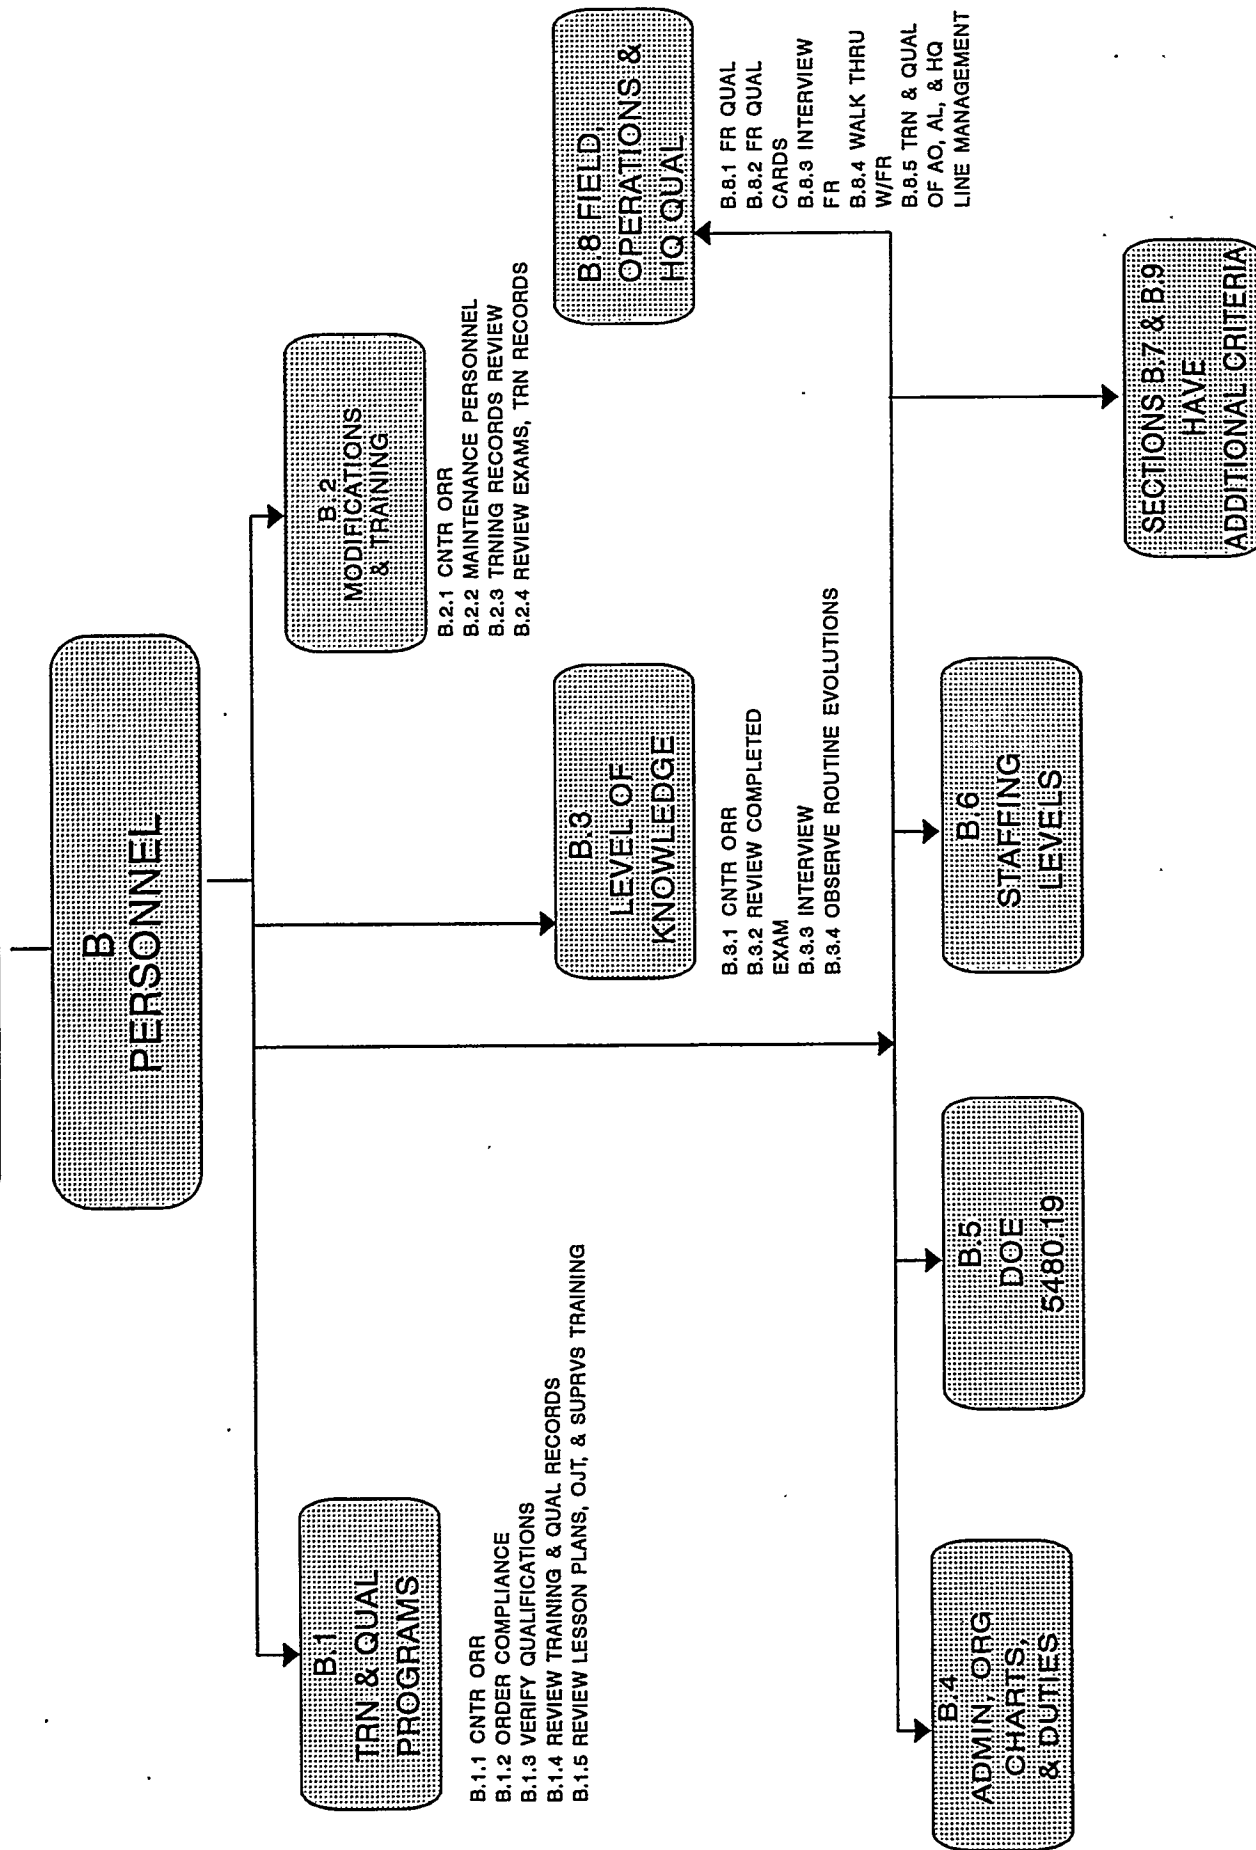 B
PERSONNEL
B.1
TRN & QUAL
PROGRAMS
B.1.1 CNTR ORR
B.1.2 ORDER COMPLIANCE
B.1.3 VERIFY QUALIFICATIONS
B.1.4 REVIEW TRAINING & QUAL RECORDS
B.1.5 REVIEW LESSON PLANS, OJT, & SUPRVS TRAINING
B.2
MODIFICATIONS
& TRAINING
B.2.1 CNTR ORR
B.2.2 MAINTENANCE PERSONNEL
B.2.3 TRNING RECORDS REVIEW
B.2.4 REVIEW EXAMS, TRN RECORDS
B.3
LEVEL OF
KNOWLEDGE
B.3.1 CNTR ORR
B.3.2 REVIEW COMPLETED
EXAM
B.3.3 INTERVIEW
B.3.4 OBSERVE ROUTINE EVOLUTIONS
B.8 FIELD,
OPERATIONS &
HQ QUAL
B.8.1 FR QUAL
B.8.2 FR QUAL
CARDS
B.8.3 INTERVIEW
FR
B.8.4 WALK THRU
W/FR
B.8.5 TRN & QUAL
OF AO, AL, & HQ
LINE MANAGEMENT
B.4
ADMIN, ORG
CHARTS,
& DUTIES
B.5
DOE
5480.19
B.6
STAFFING
LEVELS
SECTIONS B.7 & B.9
HAVE
ADDITIONAL CRITERIA